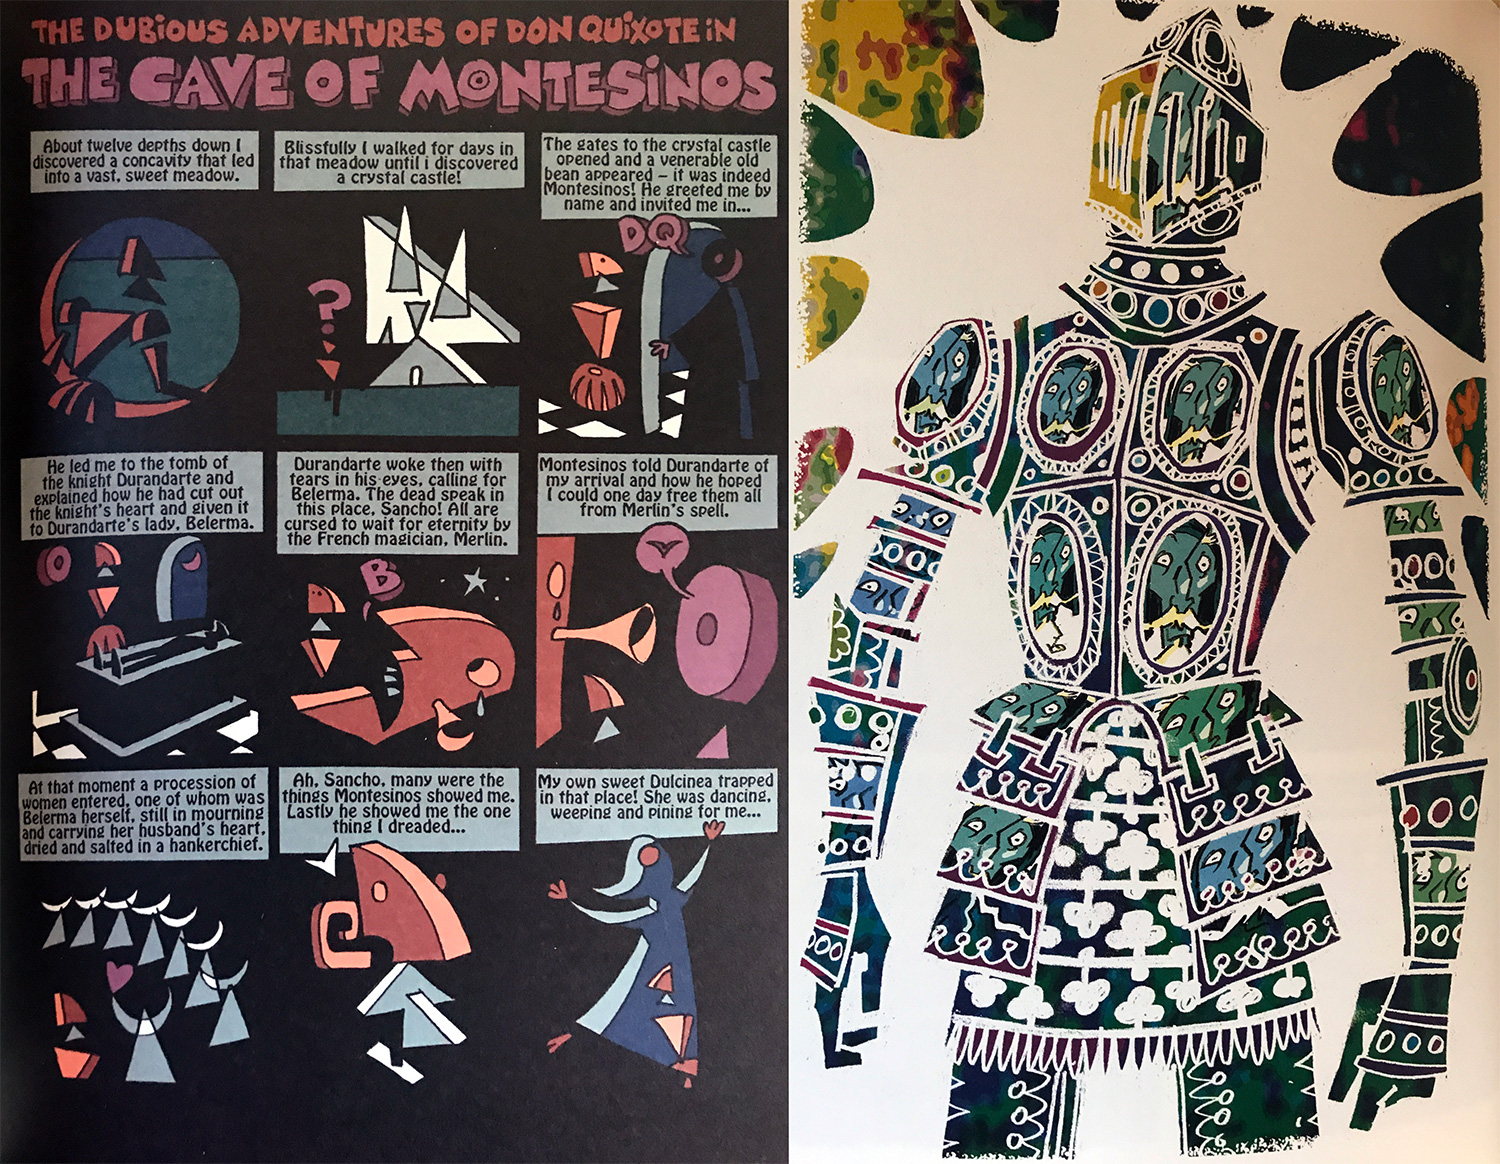 THE DUBiOUS ADVENTURES OF DON QUiXOTE iN
THE CAVE OF MONTESiNOS
About twelve depths down I
discovered a concavity that led
into a vast, sweet meadow.
Blissfully I walked for days in
that meadow until i discovered
a crystal castle!
The gates to the crystal castle
opened and a venerable old
bean appeared – it was indeed
Montesinos! He greeted me by
name and invited me in...
?
DQ
He led me to the tomb of
the knight Durandarte and
explained how he had cut out
the knight's heart and given it
to Durandarte's lady, Belerma.
Durandarte woke then with
tears in his eyes, calling for
Belerma. The dead speak in
this place, Sancho! All are
cursed to wait for eternity by
the French magician, Merlin.
Montesinos told Durandarte of
my arrival and how he hoped
I could one day free them all
from Merlin's spell.
O
B
At that moment a procession of
women entered, one of whom was
Belerma herself, still in mourning
and carrying her husband's heart,
dried and salted in a hankerchief.
Ah, Sancho, many were the
things Montesinos showed me.
Lastly he showed me the one
thing I dreaded...
My own sweet Dulcinea trapped
in that place! She was dancing,
weeping and pining for me...